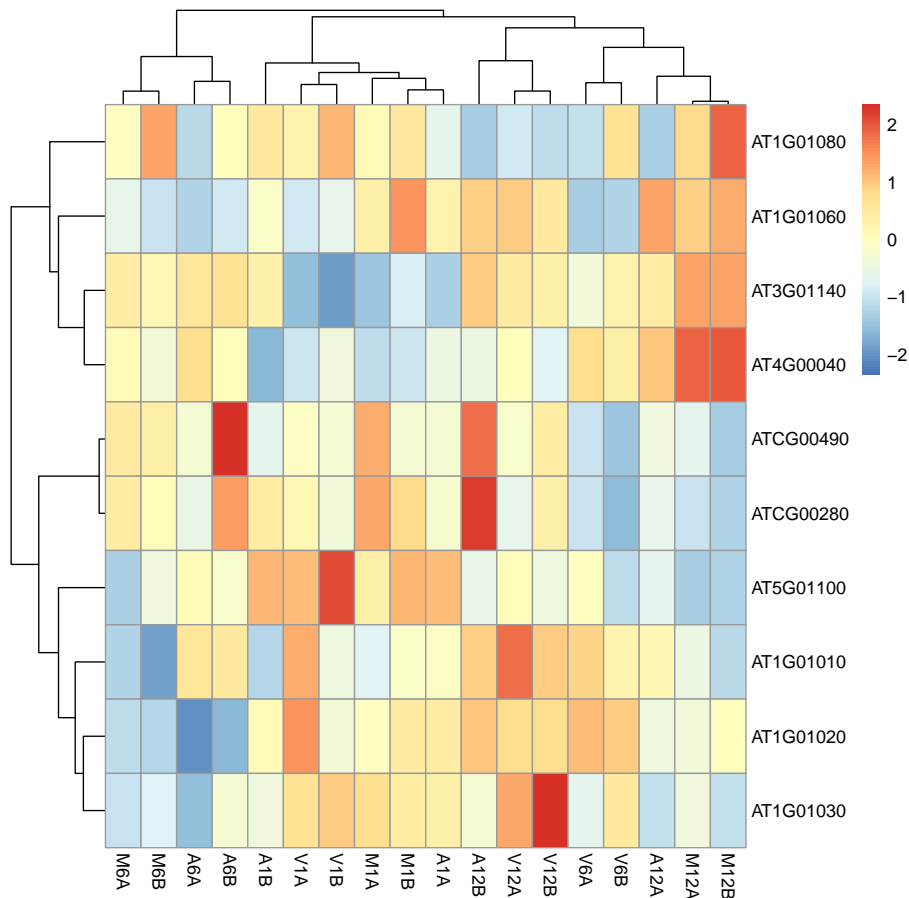 2
1
0
−1
−2
AT1G01080
AT1G01060
AT3G01140
AT4G00040
ATCG00490
ATCG00280
AT5G01100
AT1G01010
AT1G01020
AT1G01030
M6A
M6B
A6A
A6B
A1B
V1A
V1B
M1A
M1B
A1A
A12B
V12A
V12B
V6A
V6B
A12A
M12A
M12B